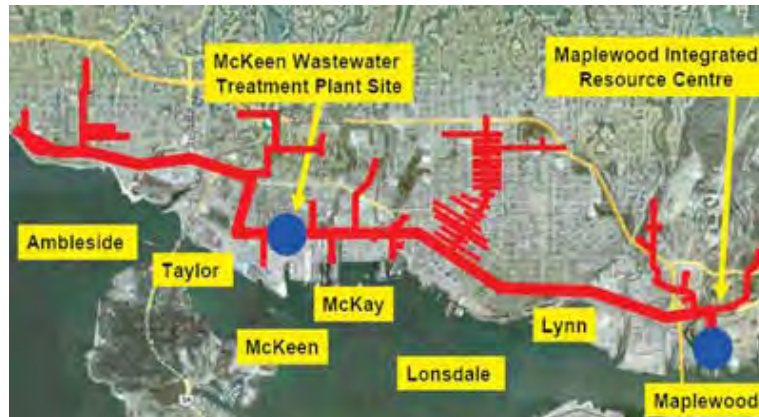 McKeen Wastewater
Treatment Plant Site
Maplewood Integrated
Resource Centre
Ambleside
Taylor
McKay
McKeen
Lonsdale
Lynn
Maplewood